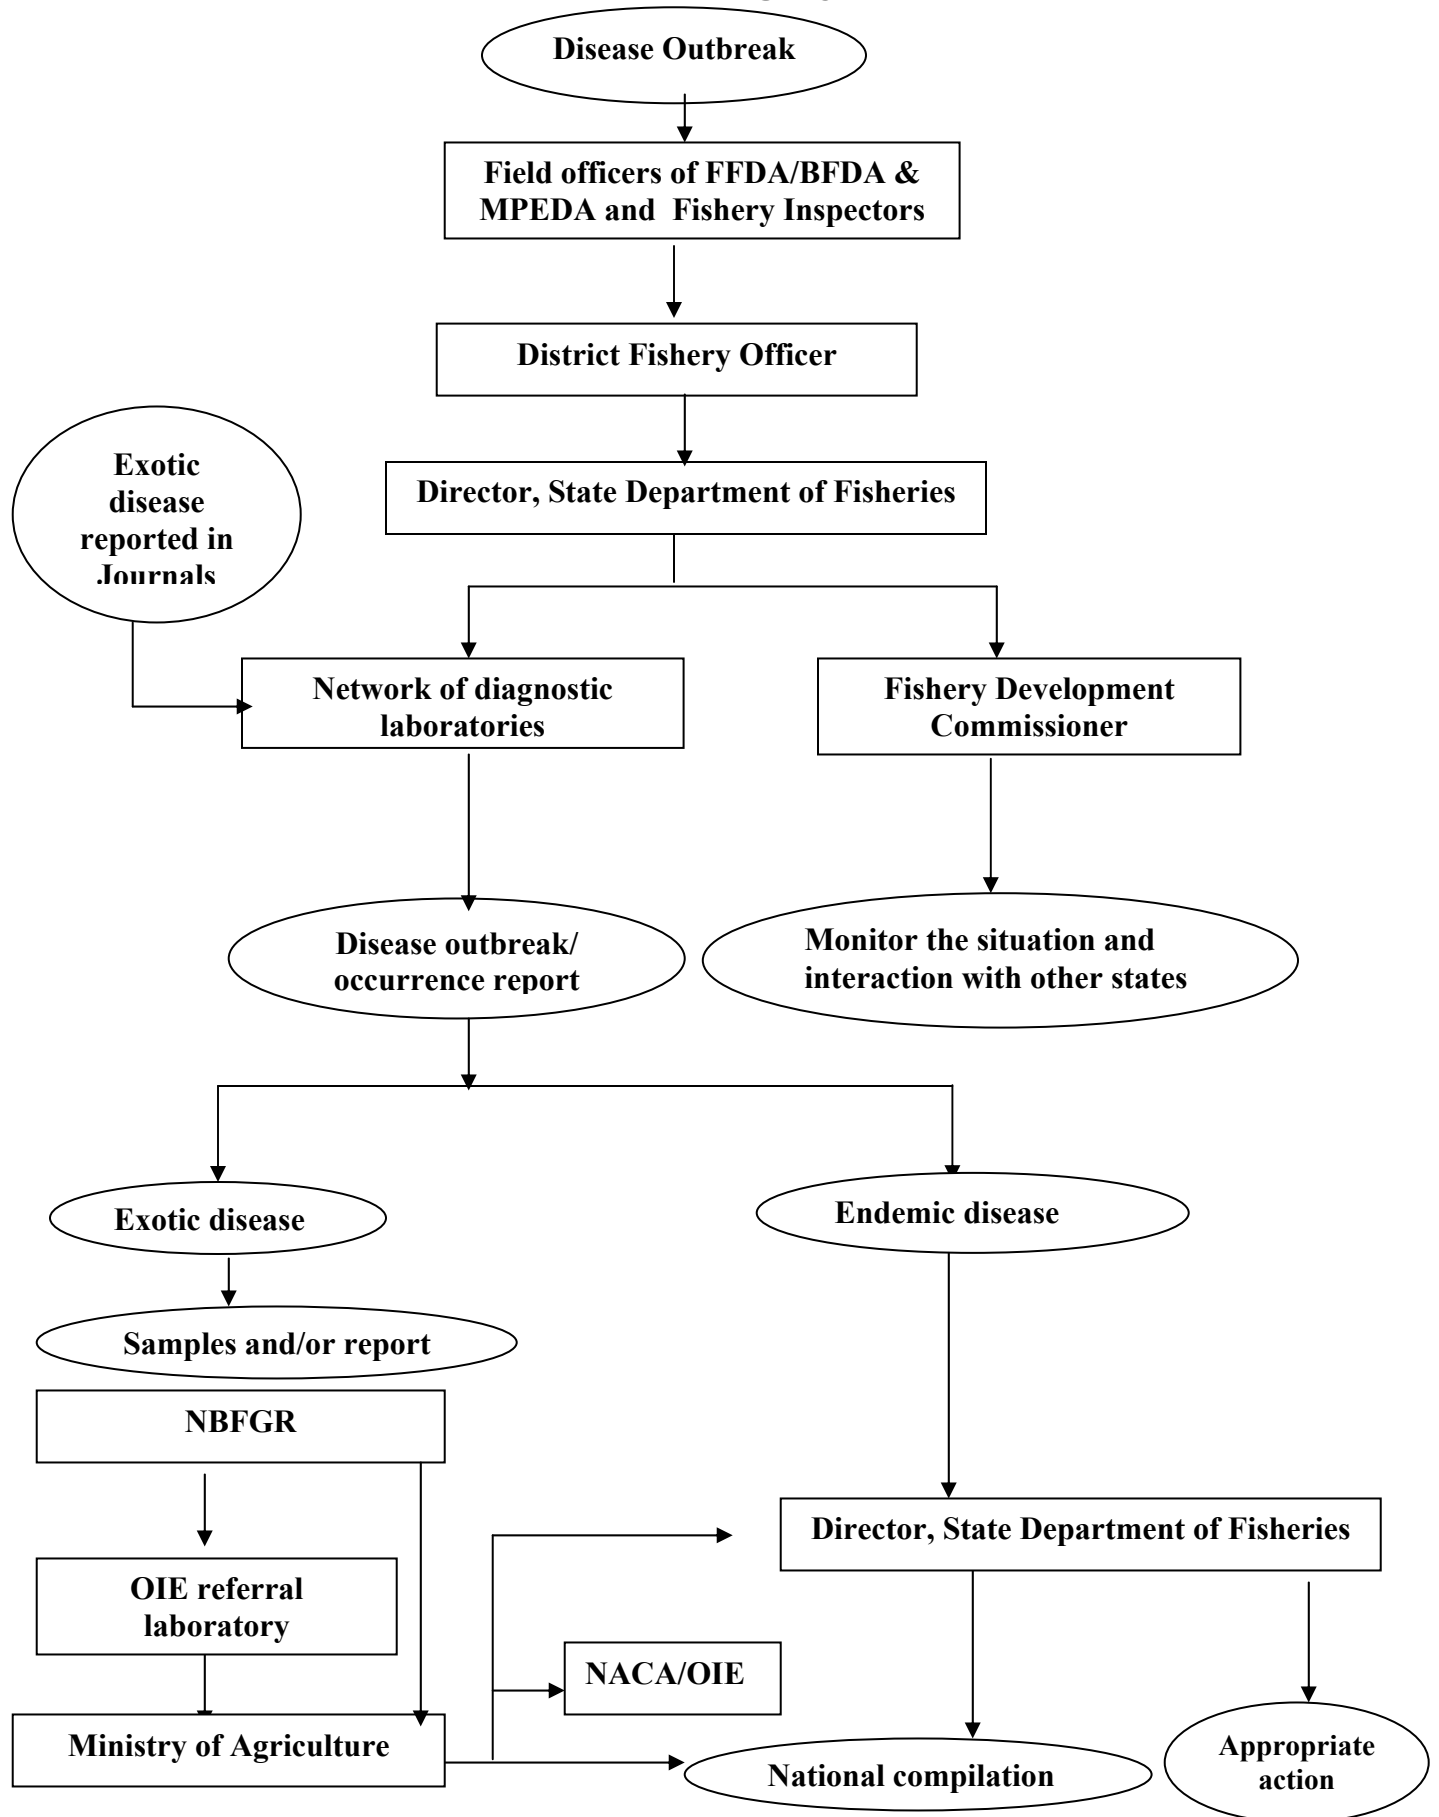 Disease Outbreak
Field officers of FFDA/BFDA &
MPEDA and Fishery Inspectors
District Fishery Officer
Exotic
disease
reported in
Journals
Director, State Department of Fisheries
Network of diagnostic
laboratories
Fishery Development
Commissioner
Disease outbreak/
occurrence report
Monitor the situation and
interaction with other states
Exotic disease
Endemic disease
Samples and/or report
NBFGR
Director, State Department of Fisheries
OIE referral
laboratory
NACA/OIE
Ministry of Agriculture
National compilation
Appropriate
action